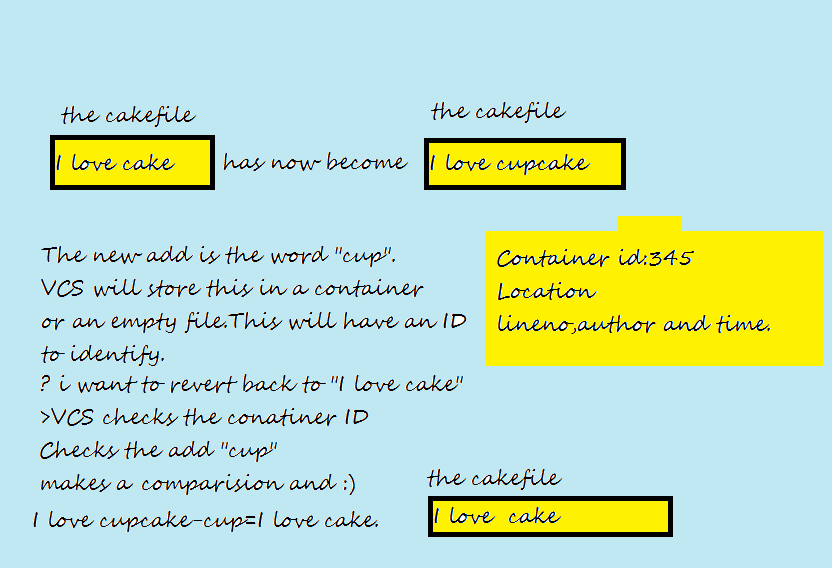 the cakefile
the cakefile
I love cake
has now become
I love cupcake
The new add is the word "cup".
VCS will store this in a container
or an empty file.This will have an ID
to identify.
? i want to revert back to "I love cake"
>VCS checks the conatiner ID
Checks the add "cup"
makes a comparision and :)
I love cupcake-cup=I love cake.
Container id:345
Location
lineno,author and time.
the cakefile
I love cake